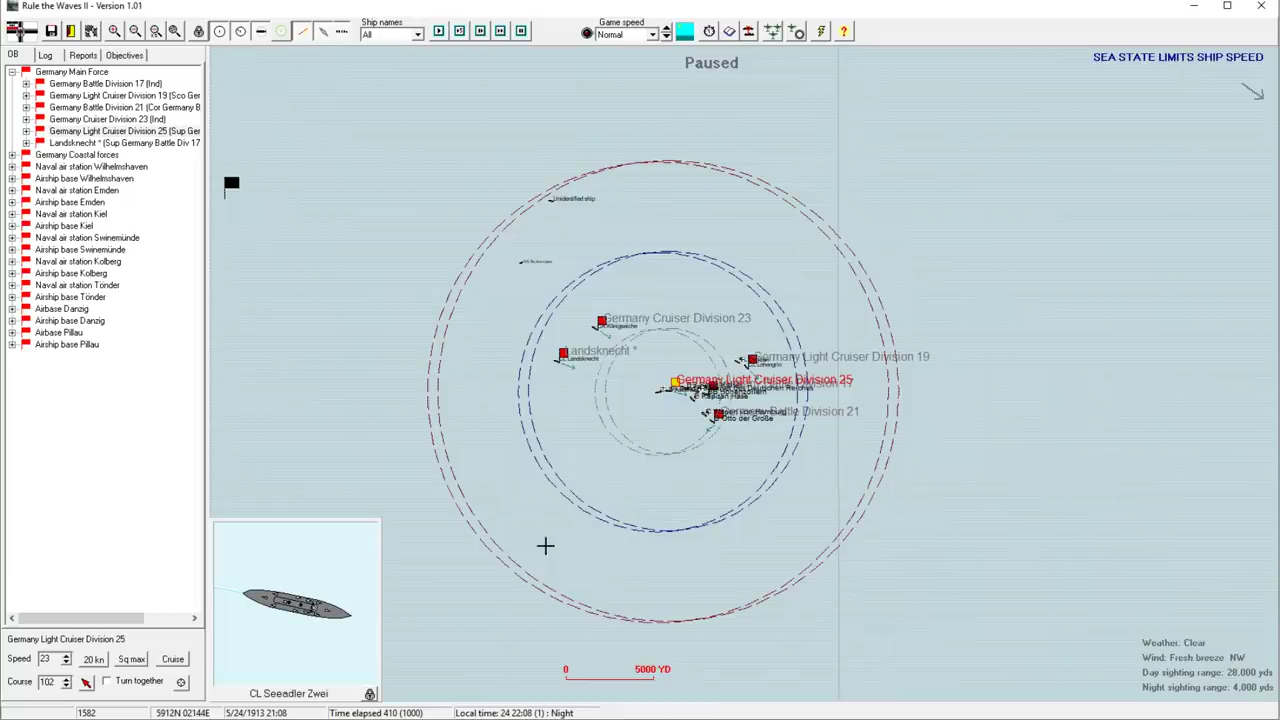 Rule the Waves II - Version 1.01
Ship names
All
Game speed
Normal
OB Log Reports Objectives
Paused
SEA STATE LIMITS SHIP SPEED
Germany Main Force
Germany Battle Division 17 (Ind)
Germany Light Cruiser Division 19 (Sco Ger
Germany Battle Division 21 (Cor Germany B
Germany Cruiser Division 23 (Ind)
Germany Light Cruiser Division 25 (Sup Ger
Landsknecht * (Sup Germany Battle Div 17
Germany Coastal forces
Naval air station Wilhelmshaven
Airship base Wilhelmshaven
Naval air station Emden
Airship base Emden
Naval air station Kiel
Airship base Kiel
Naval air station Swinemünde
Airship base Swinemünde
Naval air station Kolberg
Airship base Kolberg
Naval air station Tönder
Airship base Tönder
Airbase Danzig
Airship base Danzig
Airbase Pillau
Airship base Pillau
Unidentified ship
Germany Cruiser Division 23
Landsknecht *
Landsknecht
Germany Light Cruiser Division 19
Lohengrin
Germany Light Cruiser Division 25
Germany Battle Division 21
Otto der Große
0 5000 YD
Weather: Clear
Wind: Fresh breeze NW
Day sighting range: 28,000 yds
Night sighting range: 4,000 yds
Germany Light Cruiser Division 25
Speed 23 20 kn Sq max Cruise
Course 102 Turn together
CL Seeadler Zwei
1582 5912N 02144E 5/24/1913 21:08 Time elapsed 410 (1000) Local time: 24 22:08 (1) : Night